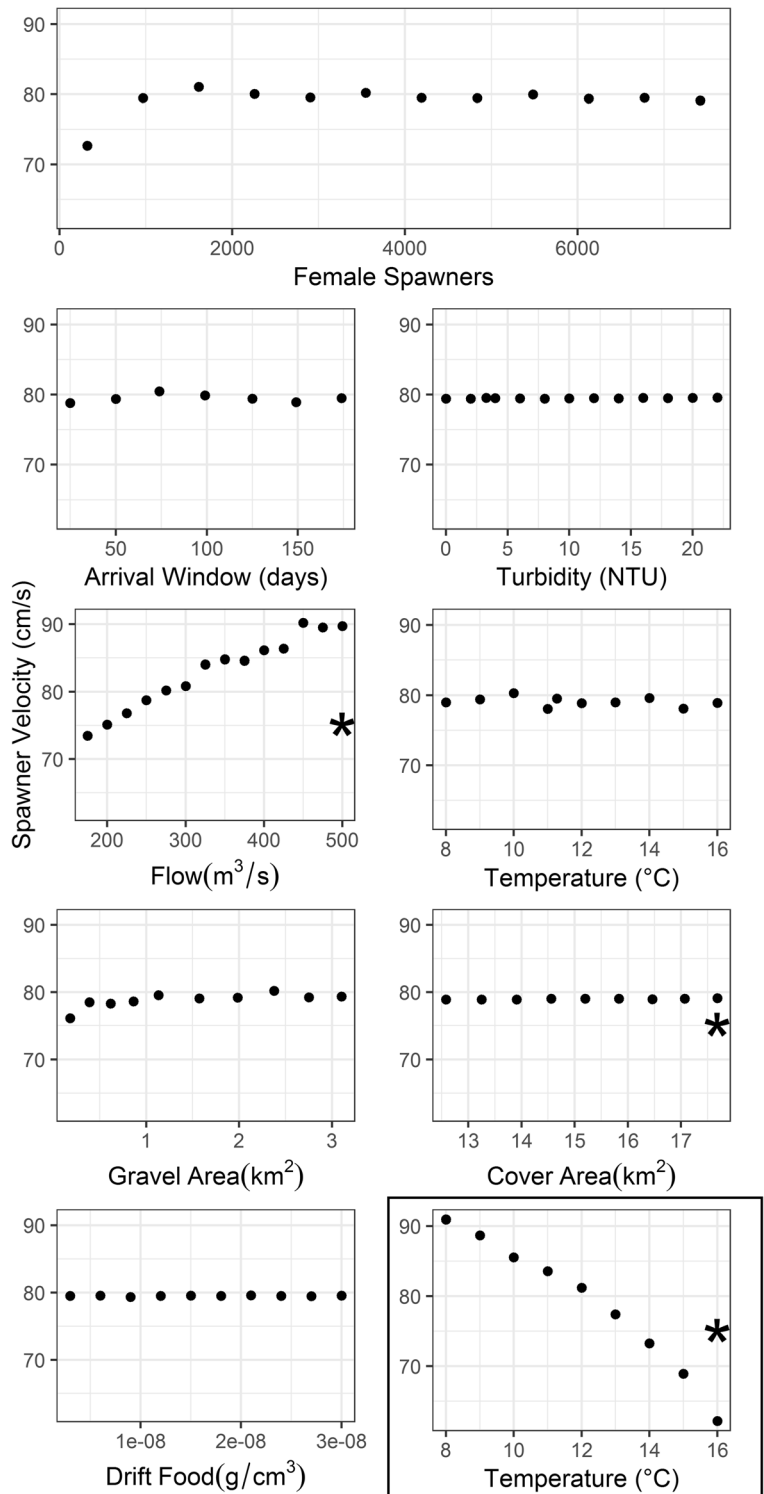 90
80
70
0 2000 4000 6000
Female Spawners
90
80
70
50 100 150
Arrival Window (days)
90
80
70
0 5 10 15 20
Turbidity (NTU)
Spawner Velocity (cm/s)
90
80
70
200 300 400 500
Flow(m³/s)
*
90
80
70
8 10 12 14 16
Temperature (°C)
90
80
70
1 2 3
Gravel Area(km²)
90
80
70
13 14 15 16 17
Cover Area(km²)
*
90
80
70
1e-08 2e-08 3e-08
Drift Food(g/cm³)
90
80
70
8 10 12 14 16
Temperature (°C)
*